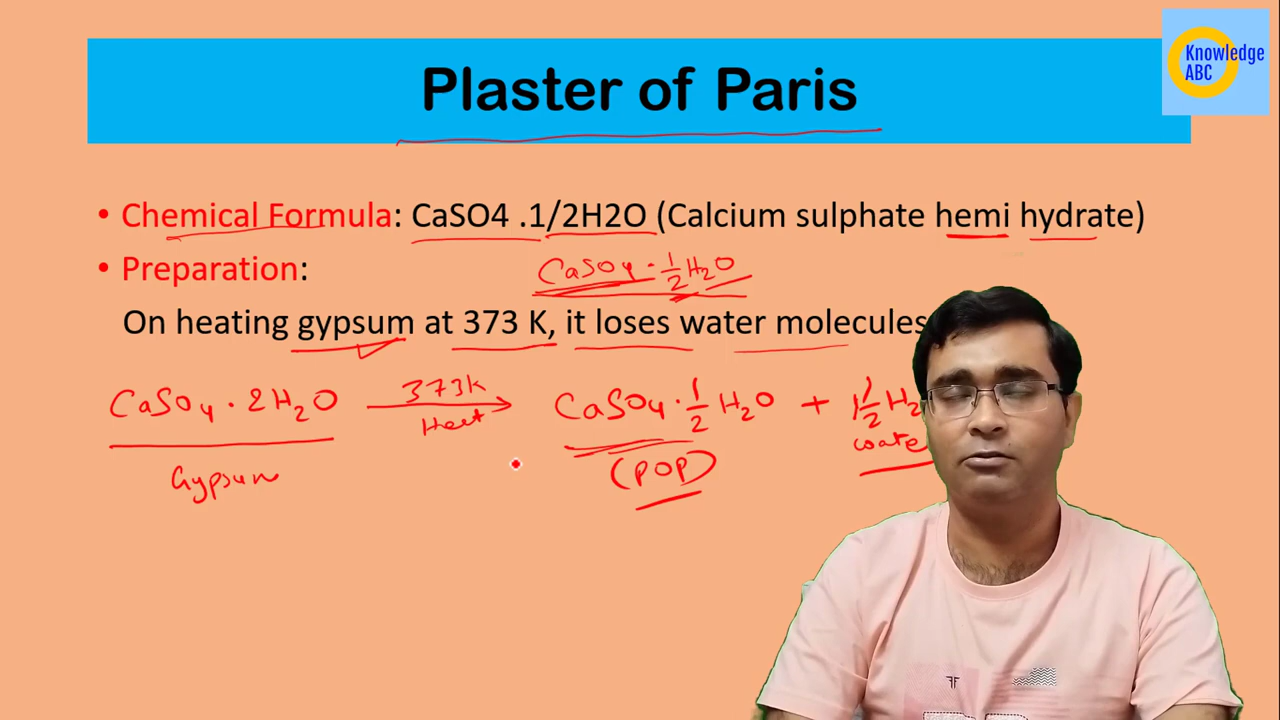 Knowledge
ABC
Plaster of Paris
• Chemical Formula: CaSO4 .1/2H2O (Calcium sulphate hemi hydrate)
• Preparation:
CaSO4 · 1/2 H2O
On heating gypsum at 373 K, it loses water molecules
CaSO4 · 2H2O 373K Heat CaSO4 · 1/2 H2O + 1 1/2 H2
Gypsum (POP) wate